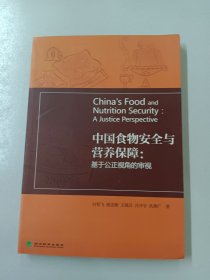 China's Food and
Nutrition Security :
A Justice Perspective
中国食物安全与
营养保障:
基于公正视角的审视